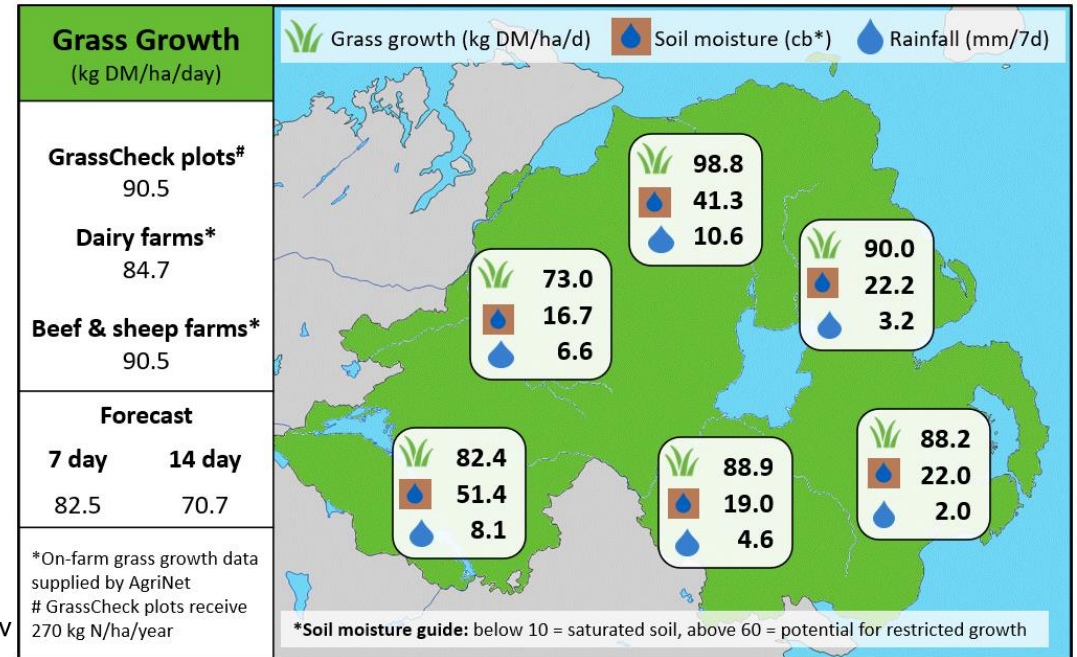 Grass Growth
(kg DM/ha/day)
GrassCheck plots#
90.5
Dairy farms*
84.7
Beef & sheep farms*
90.5
Forecast
7 day 14 day
82.5 70.7
*On-farm grass growth data
supplied by AgriNet
# GrassCheck plots receive
270 kg N/ha/year
v
Grass growth (kg DM/ha/d) Soil moisture (cb*) Rainfall (mm/7d)
98.8
41.3
10.6
90.0
22.2
3.2
73.0
16.7
6.6
82.4
51.4
8.1
88.9
19.0
4.6
88.2
22.0
2.0
*Soil moisture guide: below 10 = saturated soil, above 60 = potential for restricted growth